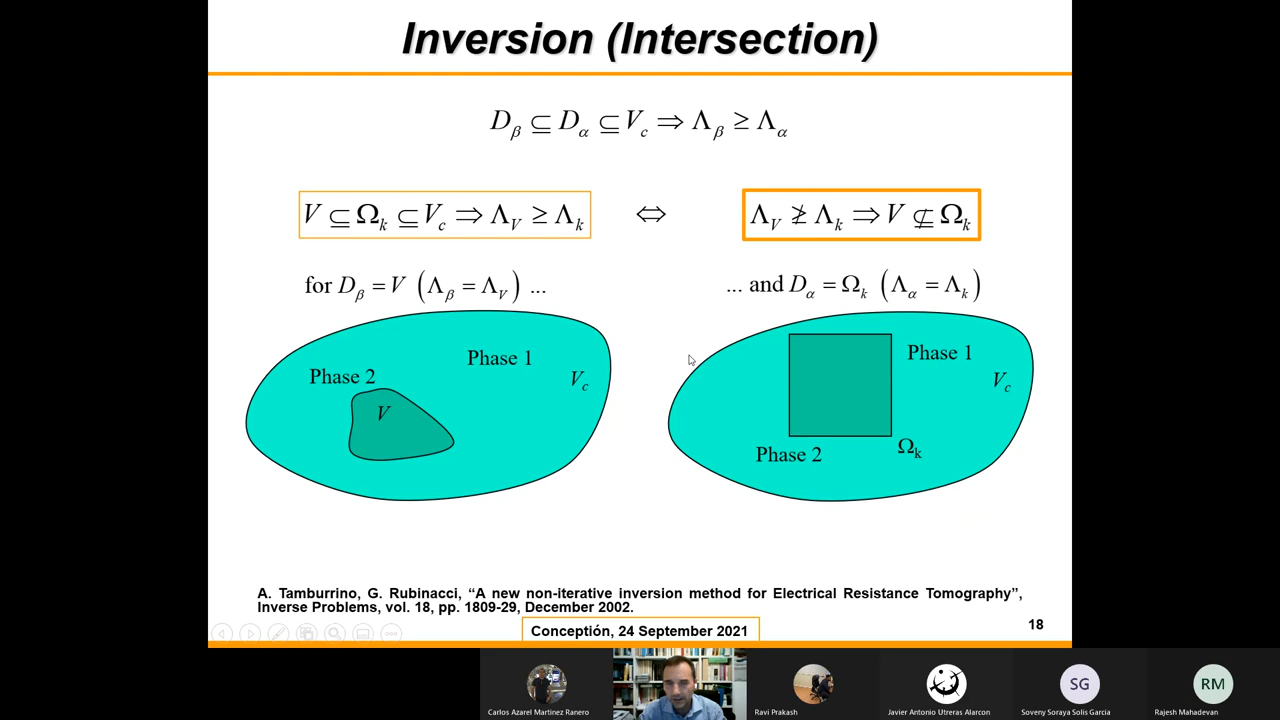 Inversion (Intersection)
D_β ⊆ D_α ⊆ V_c ⇒ Λ_β ≥ Λ_α
V ⊆ Ω_k ⊆ V_c ⇒ Λ_V ≥ Λ_k ⇔ Λ_V ≱ Λ_k ⇒ V ⊈ Ω_k
for D_β = V (Λ_β = Λ_V) ... ... and D_α = Ω_k (Λ_α = Λ_k)
Phase 1
Phase 2
V_c
V
Phase 1
V_c
Phase 2
Ω_k
A. Tamburrino, G. Rubinacci, “A new non-iterative inversion method for Electrical Resistance Tomography”,
Inverse Problems, vol. 18, pp. 1809-29, December 2002.
Conceptión, 24 September 2021
18
SG
RM
Carlos Azarel Martínez Ranero
Ravi Prakash
Javier Antonio Utreras Alarcon
Soveny Soraya Solis Garcia
Rajesh Mahadevan